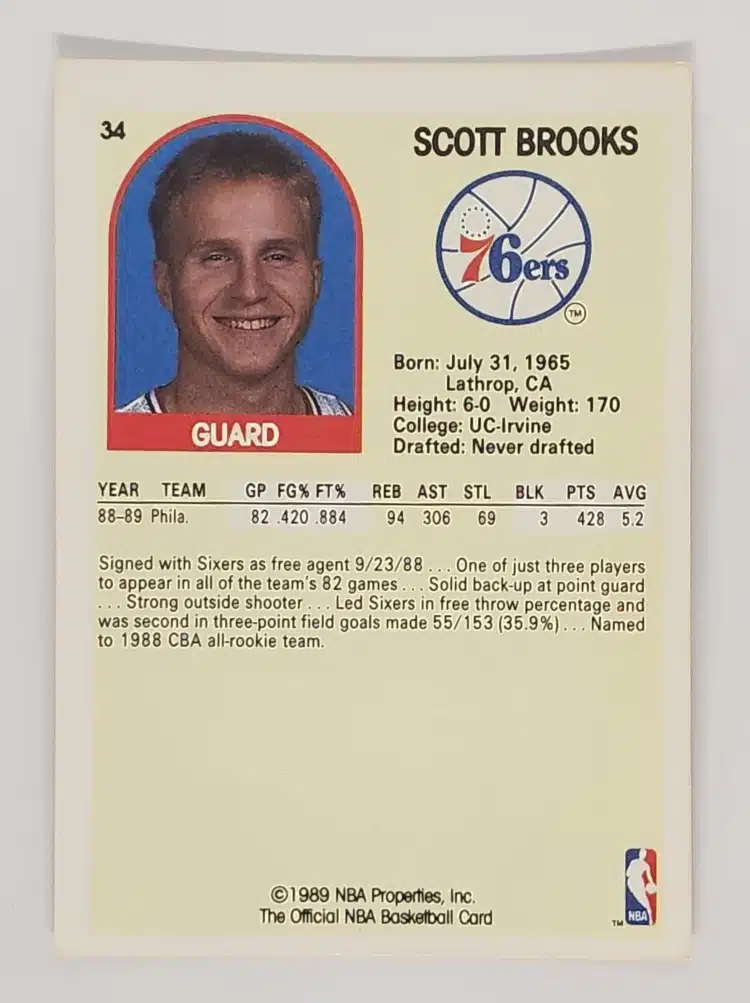 34
SCOTT BROOKS
76ers
TM
Born: July 31, 1965
Lathrop, CA
Height: 6-0 Weight: 170
College: UC-Irvine
Drafted: Never drafted
GUARD
YEAR TEAM GP FG% FT% REB AST STL BLK PTS AVG
88-89 Phila. 82 .420 .884 94 306 69 3 428 5.2
Signed with Sixers as free agent 9/23/88 . . . One of just three players
to appear in all of the team's 82 games . . . Solid back-up at point guard
. . . Strong outside shooter . . . Led Sixers in free throw percentage and
was second in three-point field goals made 55/153 (35.9%) . . . Named
to 1988 CBA all-rookie team.
©1989 NBA Properties, Inc.
The Official NBA Basketball Card
TM NBA